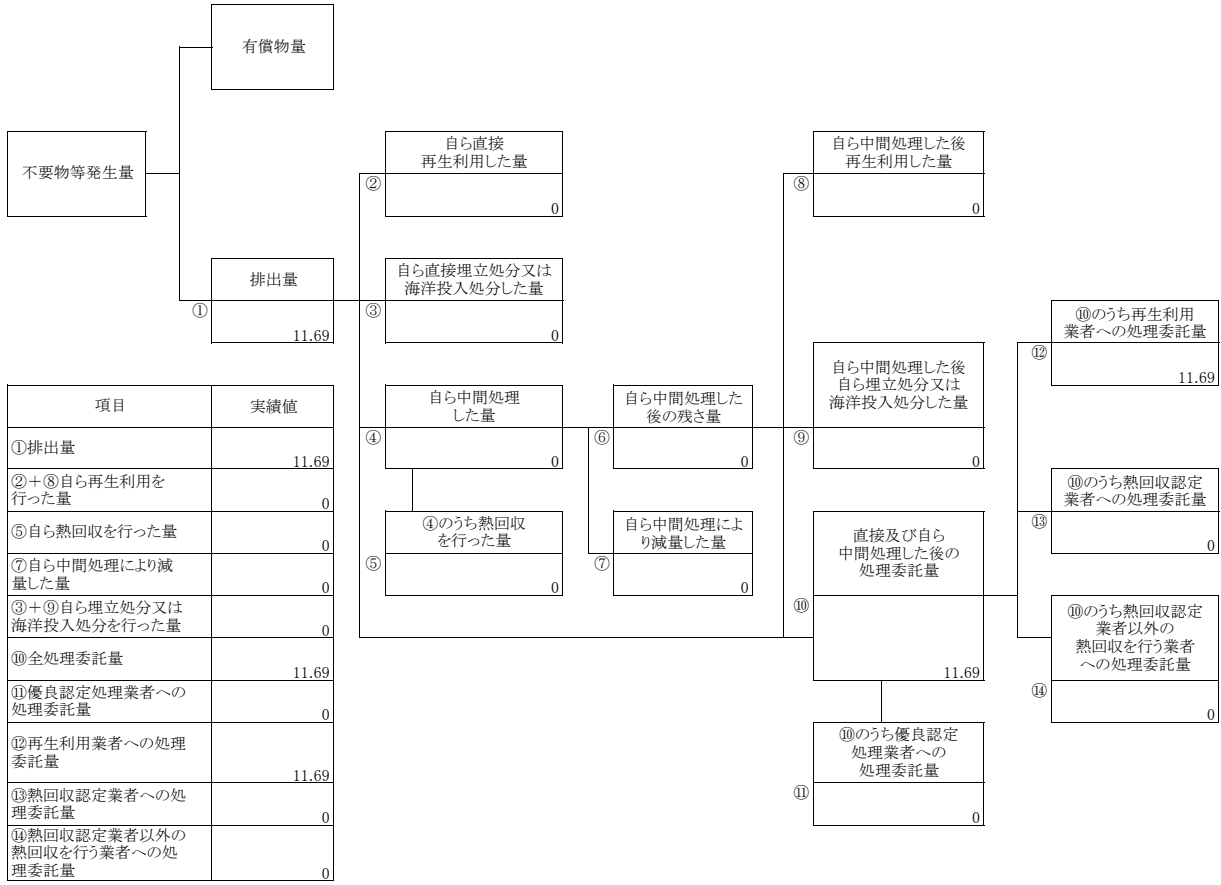 有償物量
不要物等発生量
自ら直接
再生利用した量
②
0
自ら中間処理した後
再生利用した量
⑧
0
排出量
①
11.69
自ら直接埋立処分又は
海洋投入処分した量
③
0
⑩のうち再生利用
業者への処理委託量
⑫
11.69
自ら中間処理した後
自ら埋立処分又は
海洋投入処分した量
⑨
0
自ら中間処理
した量
④
0
自ら中間処理した
後の残さ量
⑥
0
⑩のうち熱回収認定
業者への処理委託量
⑬
0
④のうち熱回収
を行った量
⑤
0
自ら中間処理によ
り減量した量
⑦
0
直接及び自ら
中間処理した後の
処理委託量
⑩
11.69
⑩のうち熱回収認定
業者以外の
熱回収を行う業者
への処理委託量
⑭
0
⑩のうち優良認定
処理業者への
処理委託量
⑪
0
項目 実績値
①排出量
11.69
②＋⑧自ら再生利用を
行った量
0
⑤自ら熱回収を行った量
0
⑦自ら中間処理により減
量した量
0
③＋⑨自ら埋立処分又は
海洋投入処分を行った量
0
⑩全処理委託量
11.69
⑪優良認定処理業者への
処理委託量
0
⑫再生利用業者への処理
委託量
11.69
⑬熱回収認定業者への処
理委託量
0
⑭熱回収認定業者以外の
熱回収を行う業者への処
理委託量
0